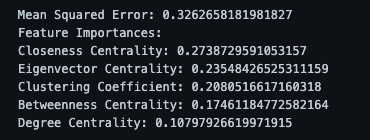 Mean Squared Error: 0.3262658181981827
Feature Importances:
Closeness Centrality: 0.2738729591053157
Eigenvector Centrality: 0.23548426525311159
Clustering Coefficient: 0.2080516617160318
Betweenness Centrality: 0.17461184772582164
Degree Centrality: 0.10797926619971915